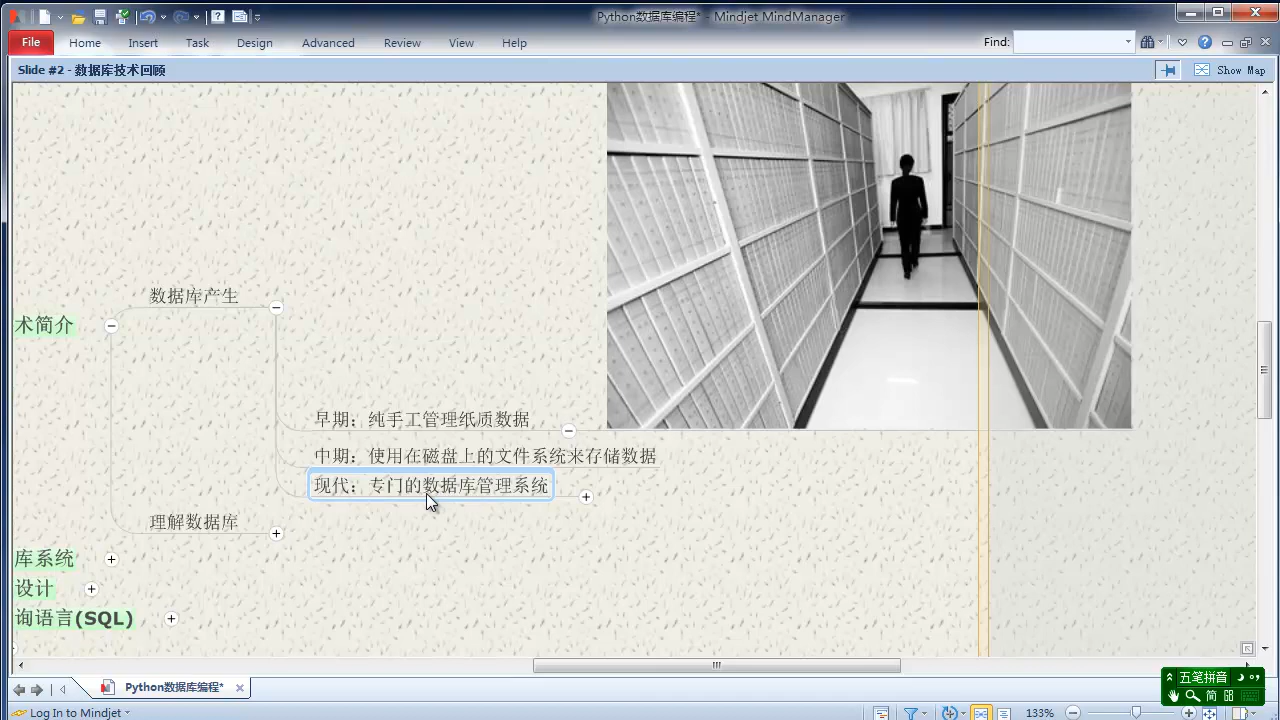 Python数据库编程* - Mindjet MindManager
File Home Insert Task Design Advanced Review View Help Find:
Slide #2 - 数据库技术回顾 Show Map
数据库产生
术简介
早期：纯手工管理纸质数据
中期：使用在磁盘上的文件系统来存储数据
现代：专门的数据库管理系统
理解数据库
库系统
设计
询语言(SQL)
五笔拼音
简
Python数据库编程*
Log In to Mindjet 133%